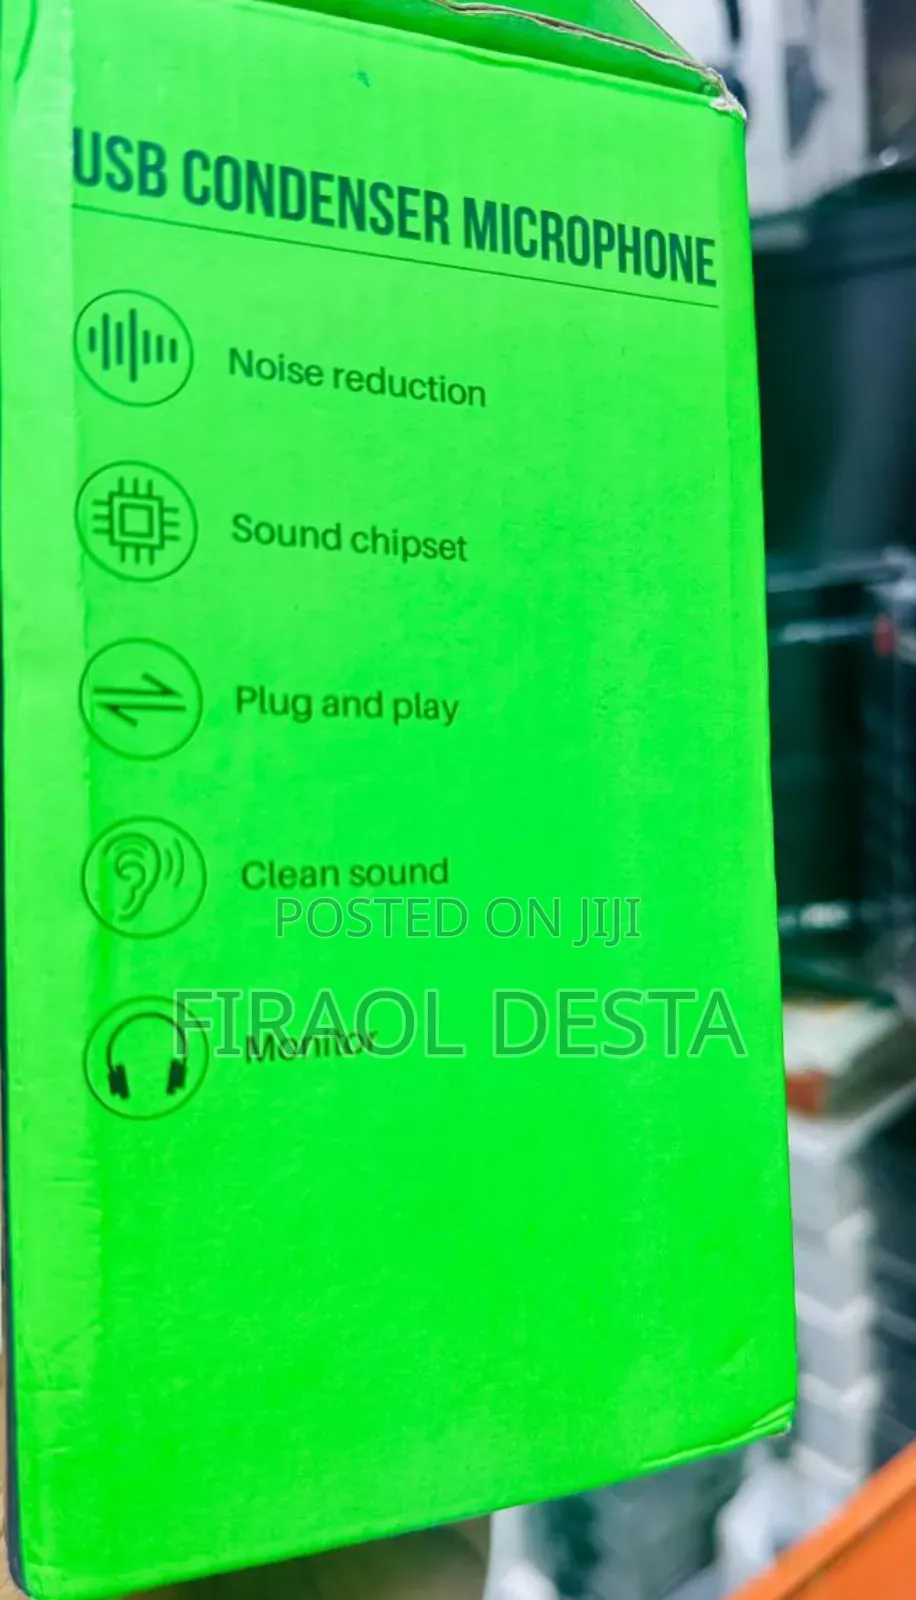 USB CONDENSER MICROPHONE
Noise reduction
Sound chipset
Plug and play
Clean sound
POSTED ON JIJI
FIRAOL DESTA
Monitor